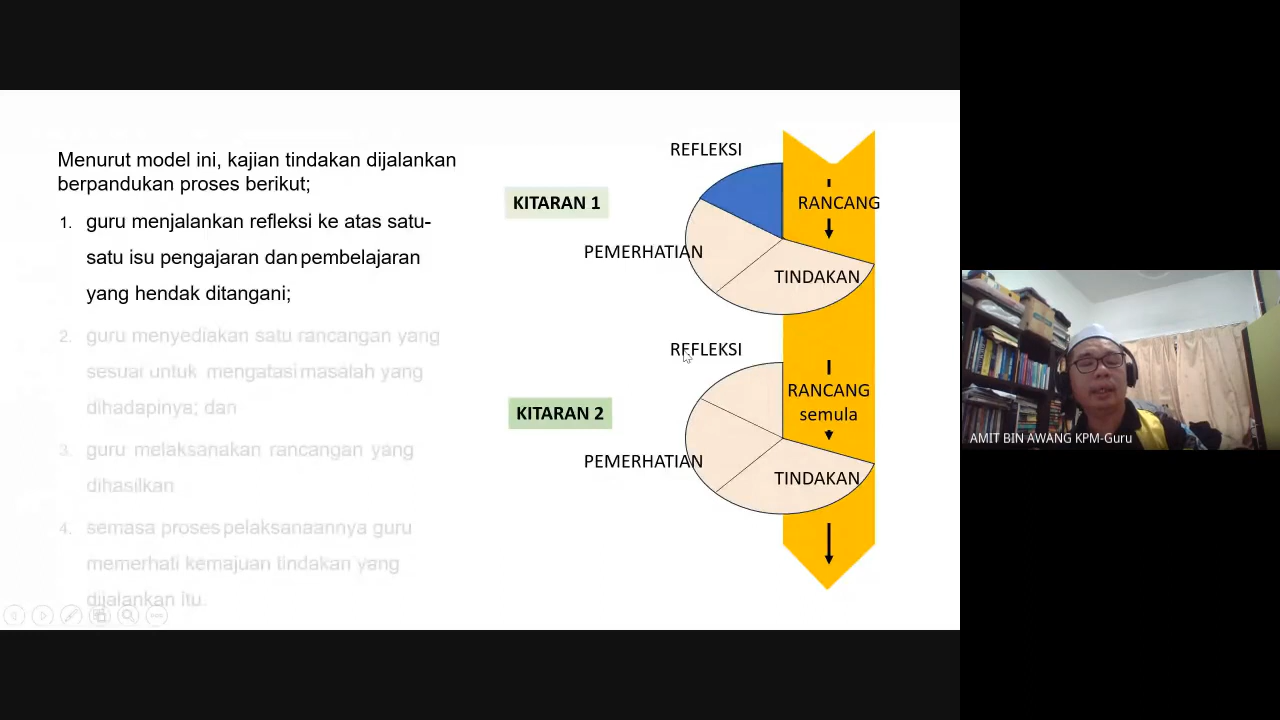 Menurut model ini, kajian tindakan dijalankan
berpandukan proses berikut;
1. guru menjalankan refleksi ke atas satu-
satu isu pengajaran dan pembelajaran
yang hendak ditangani;
2. guru menyediakan satu rancangan yang
sesuai untuk mengatasi masalah yang
dihadapinya; dan
3. guru melaksanakan rancangan yang
dihasilkan
4. semasa proses pelaksanaannya guru
memerhati kemajuan tindakan yang
dijalankan itu.
REFLEKSI
KITARAN 1
RANCANG
PEMERHATIAN
TINDAKAN
REFLEKSI
RANCANG
semula
KITARAN 2
PEMERHATIAN
TINDAKAN
AMIT BIN AWANG KPM-Guru